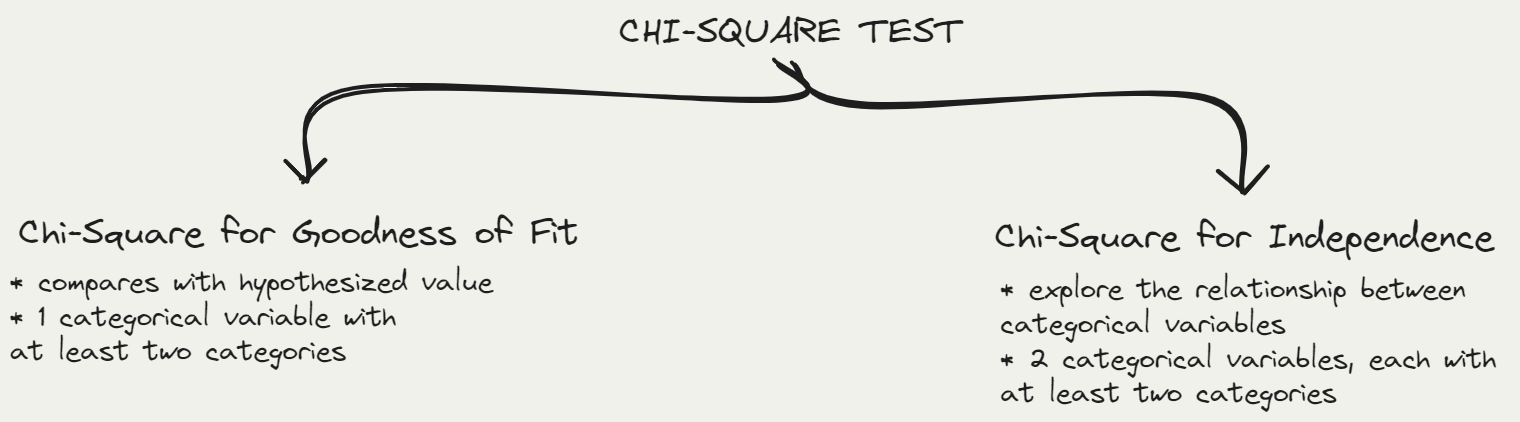 CHI-SQUARE TEST
Chi-Square for Goodness of Fit
* compares with hypothesized value
* 1 categorical variable with
at least two categories
Chi-Square for Independence
* explore the relationship between
categorical variables
* 2 categorical variables, each with
at least two categories